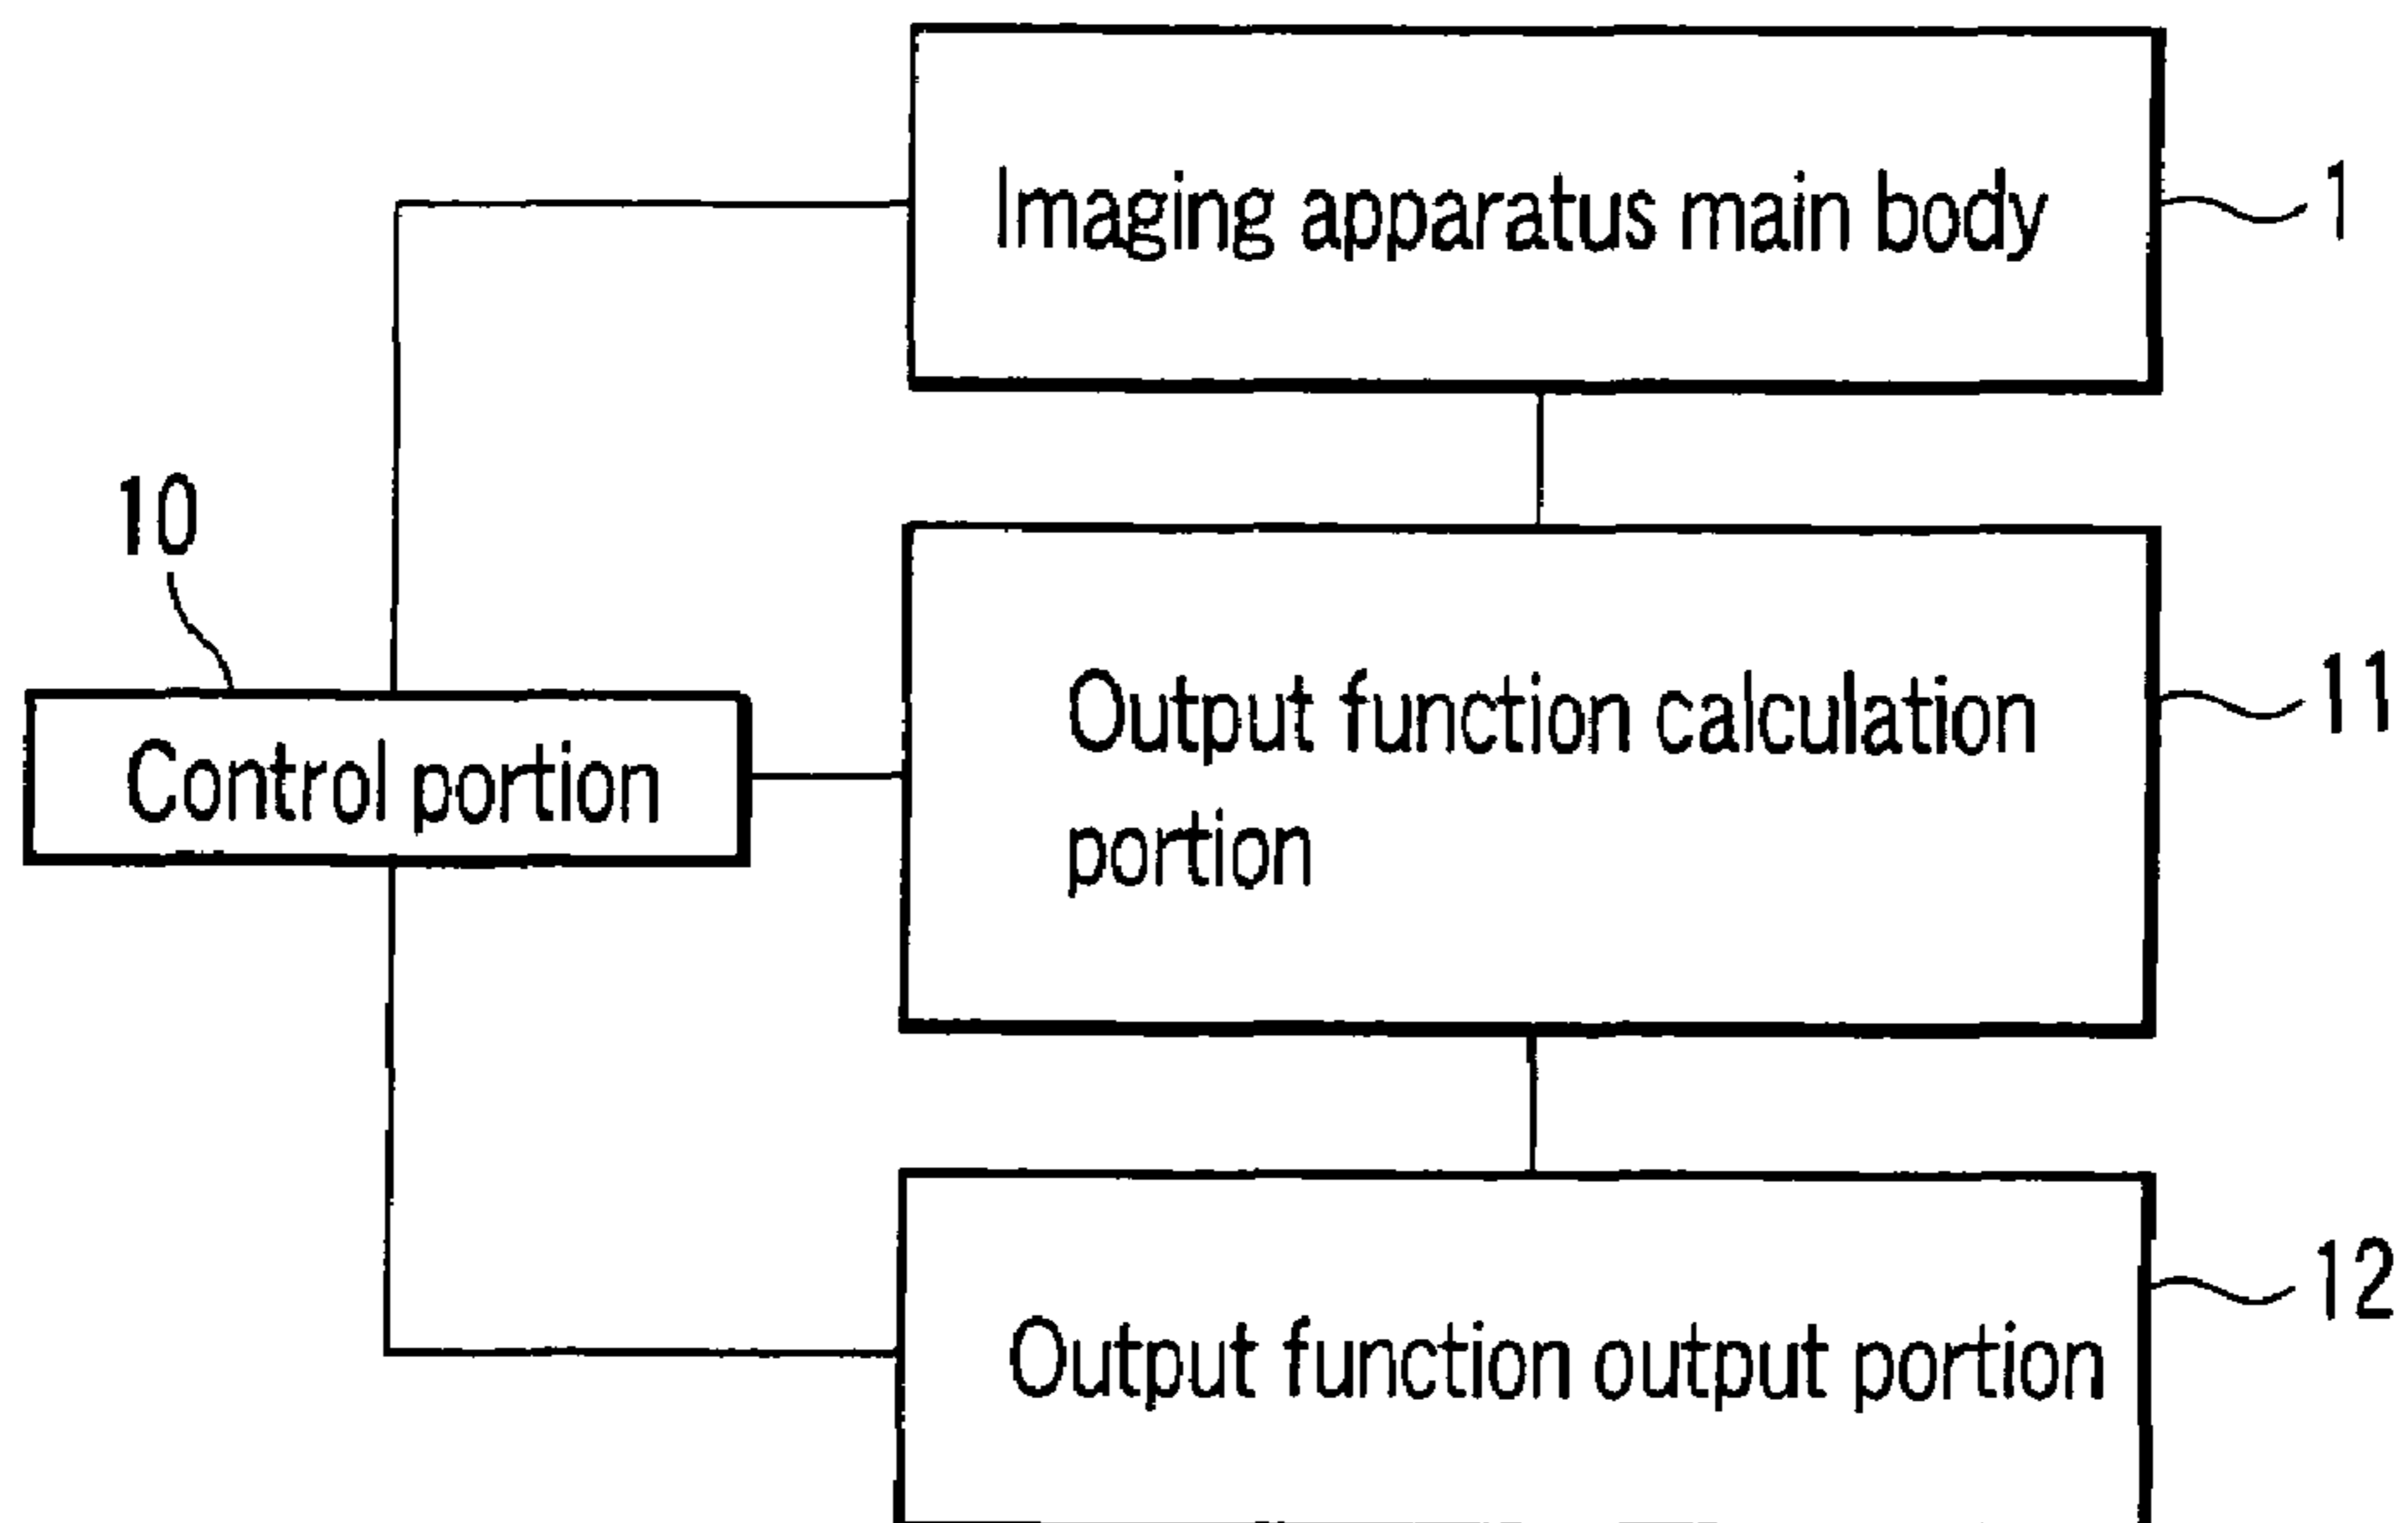 Imaging apparatus main body
1
10
Control portion
Output function calculation
portion
11
Output function output portion
12